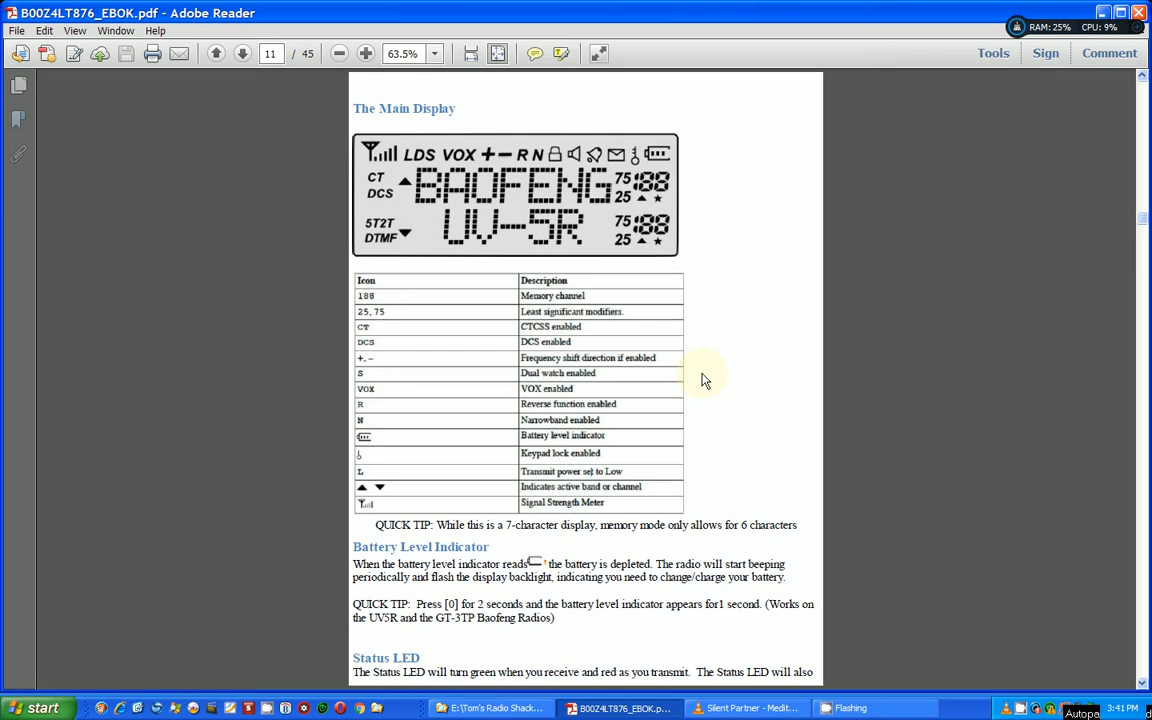 B00Z4LT876_EBOK.pdf - Adobe Reader
File Edit View Window Help
RAM: 25% CPU: 9%
11 / 45 63.5% Tools Sign Comment
The Main Display
LDS VOX + - R N
CT BAOFENG 75 188
DCS 25
5T2T UV-5R 75 188
DTMF 25
Icon Description
188 Memory channel
25,75 Least significant modifiers.
CT CTCSS enabled
DCS DCS enabled
+,- Frequency shift direction if enabled
S Dual watch enabled
VOX VOX enabled
R Reverse function enabled
N Narrowband enabled
Battery level indicator
Keypad lock enabled
L Transmit power set to Low
▲ ▼ Indicates active band or channel
Signal Strength Meter
QUICK TIP: While this is a 7-character display, memory mode only allows for 6 characters
Battery Level Indicator
When the battery level indicator reads the battery is depleted. The radio will start beeping
periodically and flash the display backlight, indicating you need to change/charge your battery.
QUICK TIP: Press [0] for 2 seconds and the battery level indicator appears for1 second. (Works on
the UV5R and the GT-3TP Baofeng Radios)
Status LED
The Status LED will turn green when you receive and red as you transmit. The Status LED will also
start E:\Tom's Radio Shack... B00Z4LT876_EBOK.p... Silent Partner - Medit... Flashing 3:41 PM
Autopa